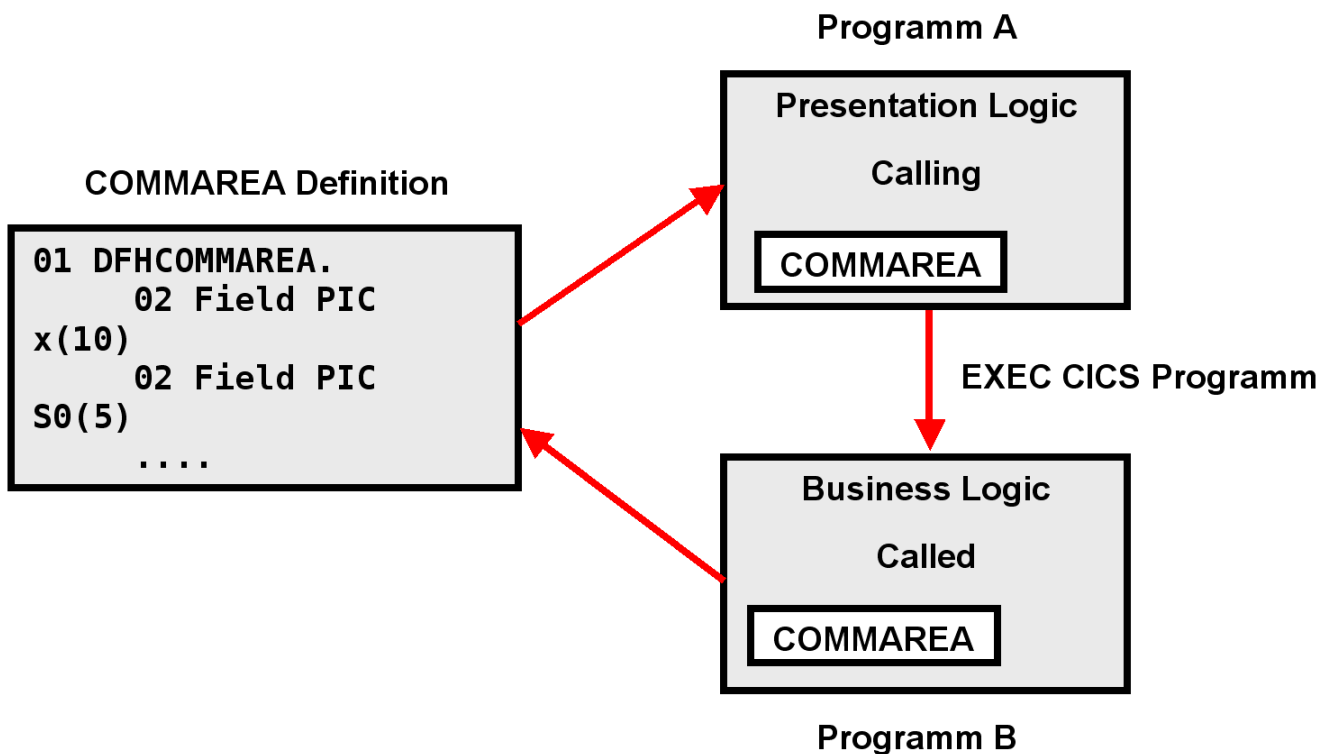 Programm A
Presentation Logic
Calling
COMMAREA
COMMAREA Definition
01 DFHCOMMAREA.
02 Field PIC
x(10)
02 Field PIC
S0(5)
....
EXEC CICS Programm
Business Logic
Called
COMMAREA
Programm B